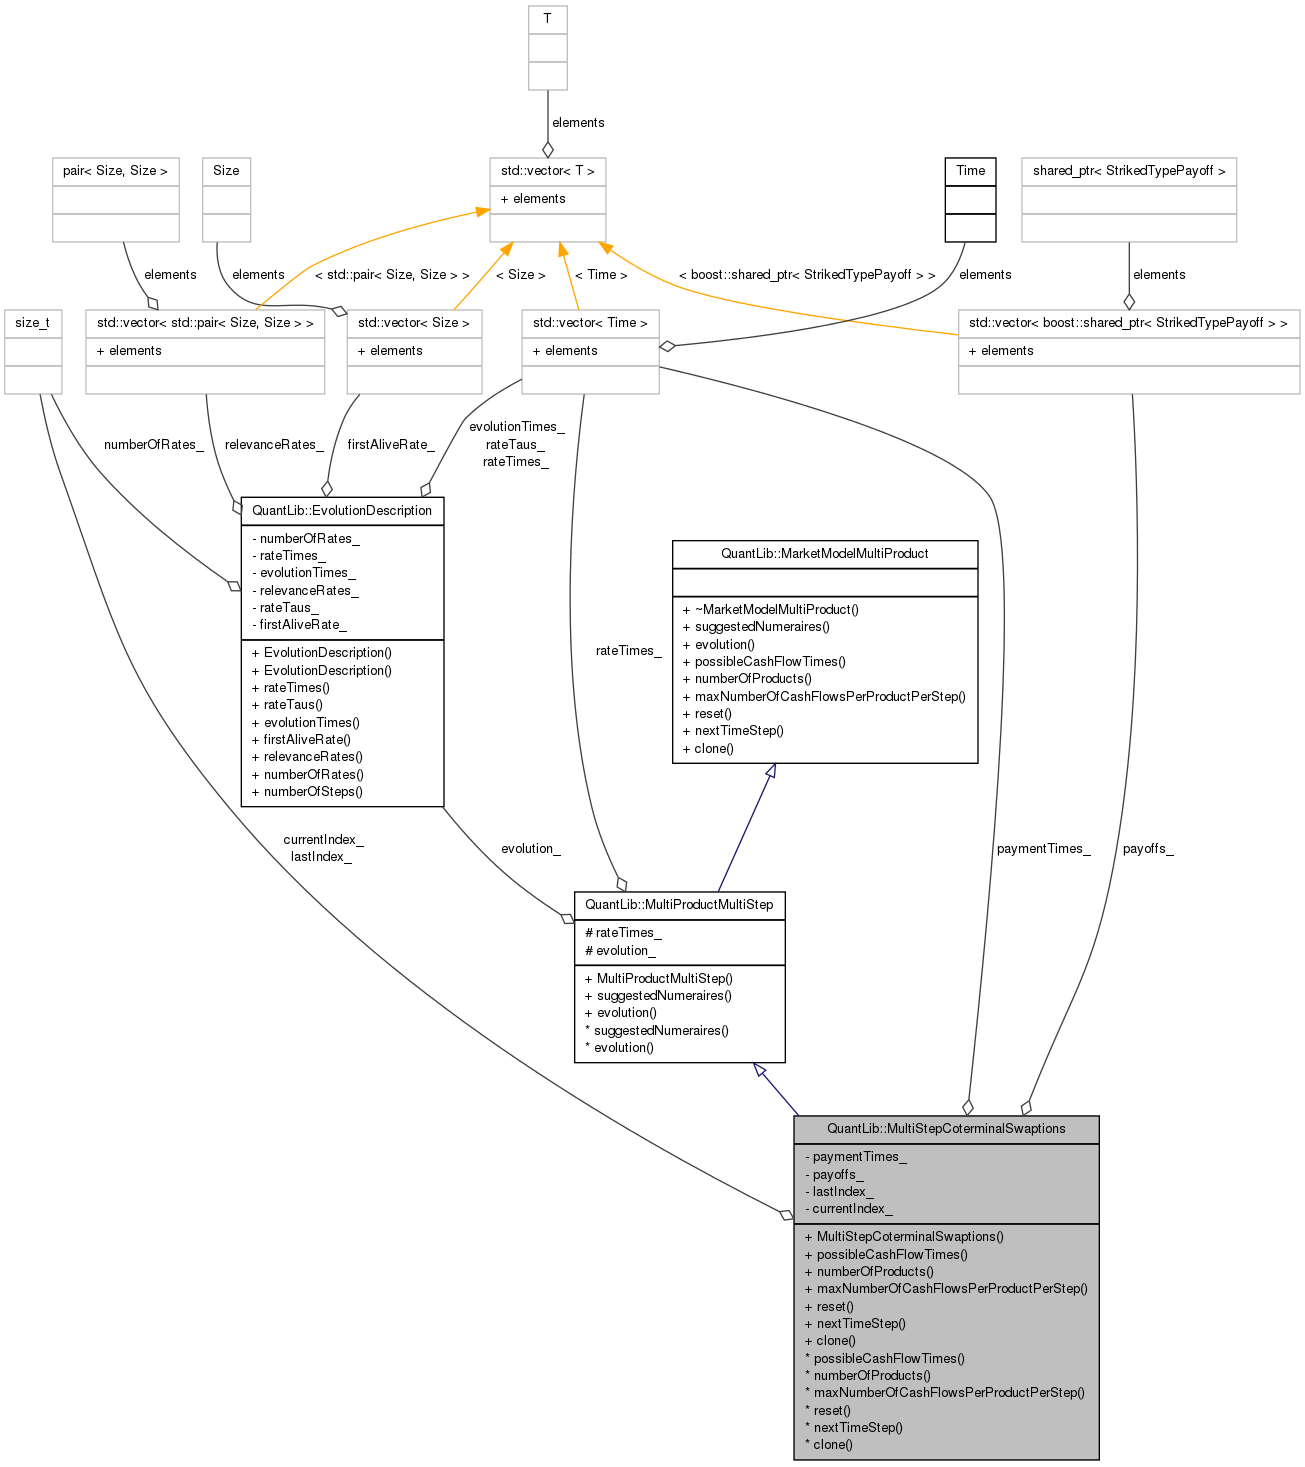 T
elements
pair< Size, Size >
Size
std::vector< T >
+ elements
Time
shared_ptr< StrikedTypePayoff >
elements
elements
< std::pair< Size, Size > >
< Size >
< Time >
< boost::shared_ptr< StrikedTypePayoff > >
elements
elements
size_t
std::vector< std::pair< Size, Size > >
+ elements
std::vector< Size >
+ elements
std::vector< Time >
+ elements
std::vector< boost::shared_ptr< StrikedTypePayoff > >
+ elements
numberOfRates_
relevanceRates_
firstAliveRate_
evolutionTimes_
rateTaus_
rateTimes_
QuantLib::EvolutionDescription
- numberOfRates_
- rateTimes_
- evolutionTimes_
- relevanceRates_
- rateTaus_
- firstAliveRate_
+ EvolutionDescription()
+ EvolutionDescription()
+ rateTimes()
+ rateTaus()
+ evolutionTimes()
+ firstAliveRate()
+ relevanceRates()
+ numberOfRates()
+ numberOfSteps()
rateTimes_
QuantLib::MarketModelMultiProduct
+ ~MarketModelMultiProduct()
+ suggestedNumeraires()
+ evolution()
+ possibleCashFlowTimes()
+ numberOfProducts()
+ maxNumberOfCashFlowsPerProductPerStep()
+ reset()
+ nextTimeStep()
+ clone()
currentIndex_
lastIndex_
evolution_
paymentTimes_
payoffs_
QuantLib::MultiProductMultiStep
# rateTimes_
# evolution_
+ MultiProductMultiStep()
+ suggestedNumeraires()
+ evolution()
* suggestedNumeraires()
* evolution()
QuantLib::MultiStepCoterminalSwaptions
- paymentTimes_
- payoffs_
- lastIndex_
- currentIndex_
+ MultiStepCoterminalSwaptions()
+ possibleCashFlowTimes()
+ numberOfProducts()
+ maxNumberOfCashFlowsPerProductPerStep()
+ reset()
+ nextTimeStep()
+ clone()
* possibleCashFlowTimes()
* numberOfProducts()
* maxNumberOfCashFlowsPerProductPerStep()
* reset()
* nextTimeStep()
* clone()